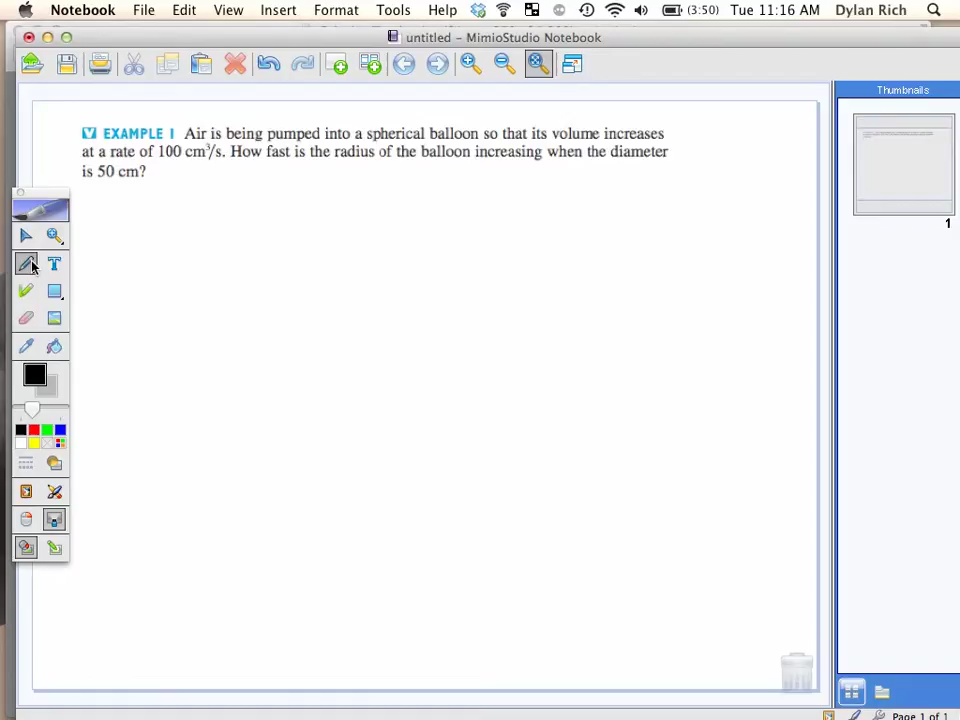 Notebook File Edit View Insert Format Tools Help (3:50) Tue 11:16 AM Dylan Rich
untitled – MimioStudio Notebook
Thumbnails
EXAMPLE 1 Air is being pumped into a spherical balloon so that its volume increases
at a rate of 100 cm³/s. How fast is the radius of the balloon increasing when the diameter
is 50 cm?
T
1
Page 1 of 1